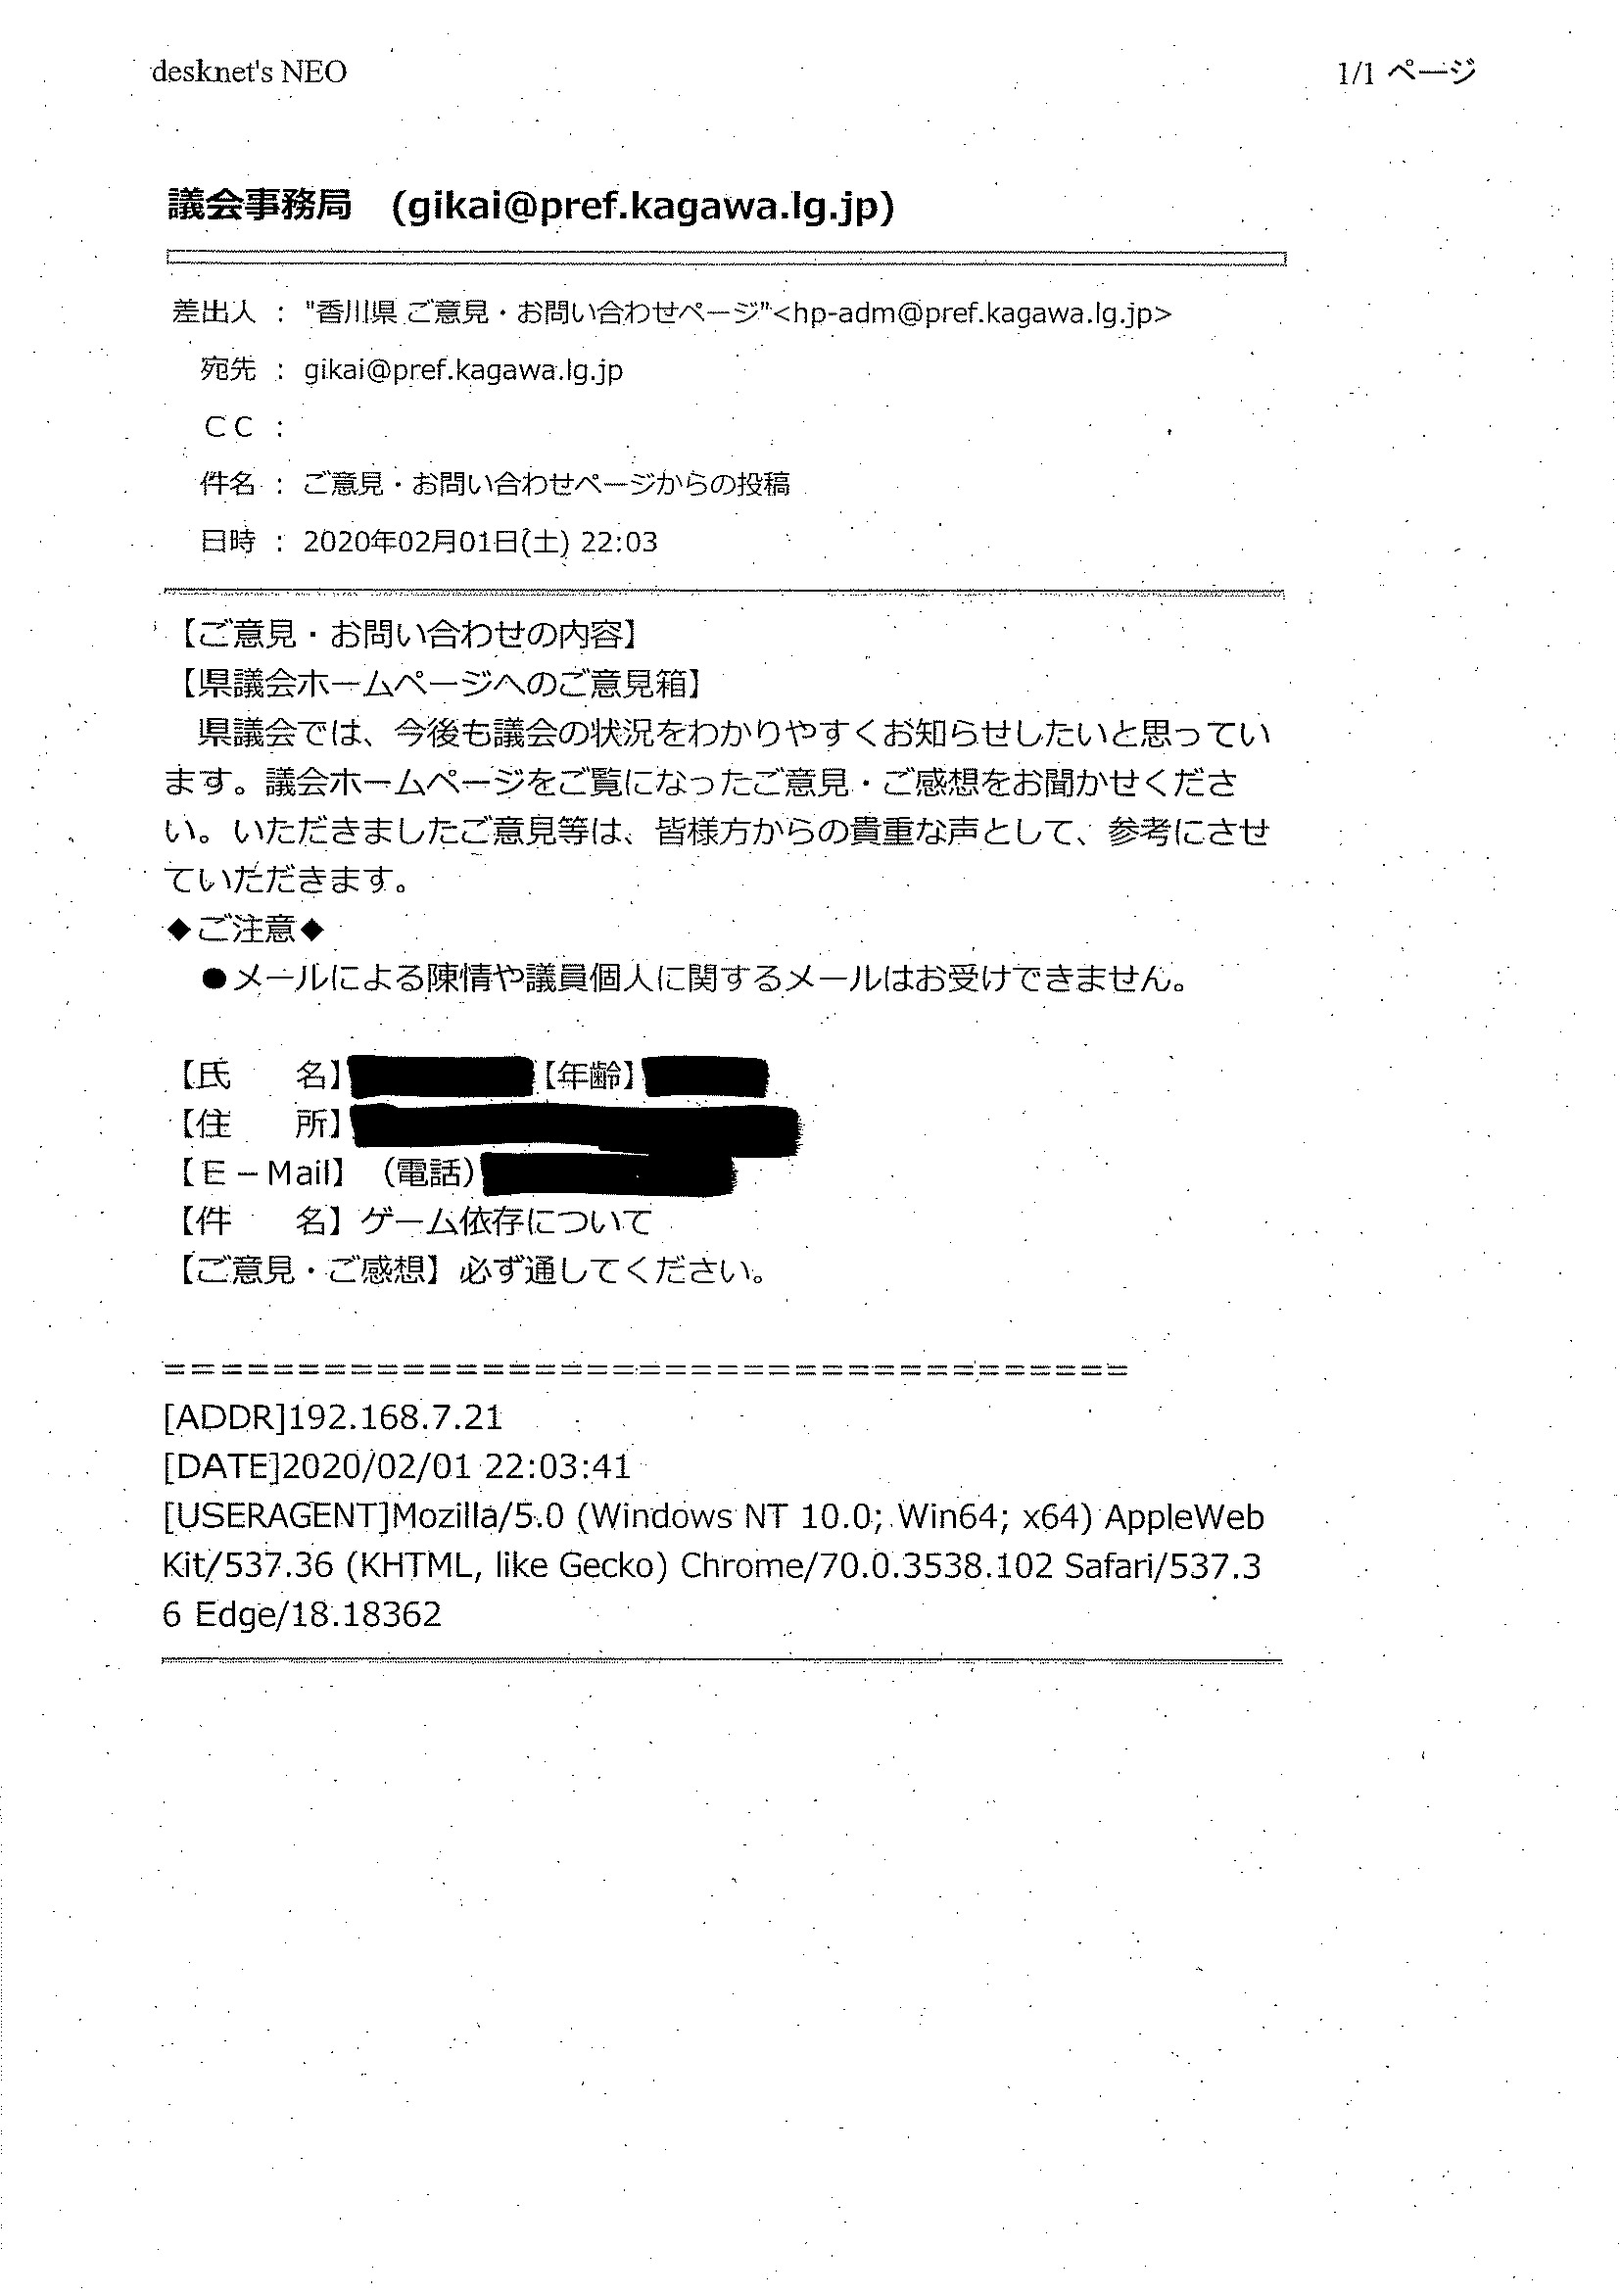 desknet's NEO
1/1 ページ
議会事務局 (gikai@pref.kagawa.lg.jp)
差出人 : "香川県 ご意見・お問い合わせページ"<hp-adm@pref.kagawa.lg.jp>
宛先 : gikai@pref.kagawa.lg.jp
ＣＣ :
件名 : ご意見・お問い合わせページからの投稿
日時 : 2020年02月01日(土) 22:03
【ご意見・お問い合わせの内容】
【県議会ホームページへのご意見箱】
　県議会では、今後も議会の状況をわかりやすくお知らせしたいと思ってい
ます。議会ホームページをご覧になったご意見・ご感想をお聞かせくださ
い。いただきましたご意見等は、皆様方からの貴重な声として、参考にさせ
ていただきます。
◆ご注意◆
　●メールによる陳情や議員個人に関するメールはお受けできません。
【氏　　名】【年齢】
【住　　所】
【Ｅ－Mail】（電話）
【件　　名】ゲーム依存について
【ご意見・ご感想】必ず通してください。
=====================================
[ADDR]192.168.7.21
[DATE]2020/02/01 22:03:41
[USERAGENT]Mozilla/5.0 (Windows NT 10.0; Win64; x64) AppleWeb
Kit/537.36 (KHTML, like Gecko) Chrome/70.0.3538.102 Safari/537.3
6 Edge/18.18362